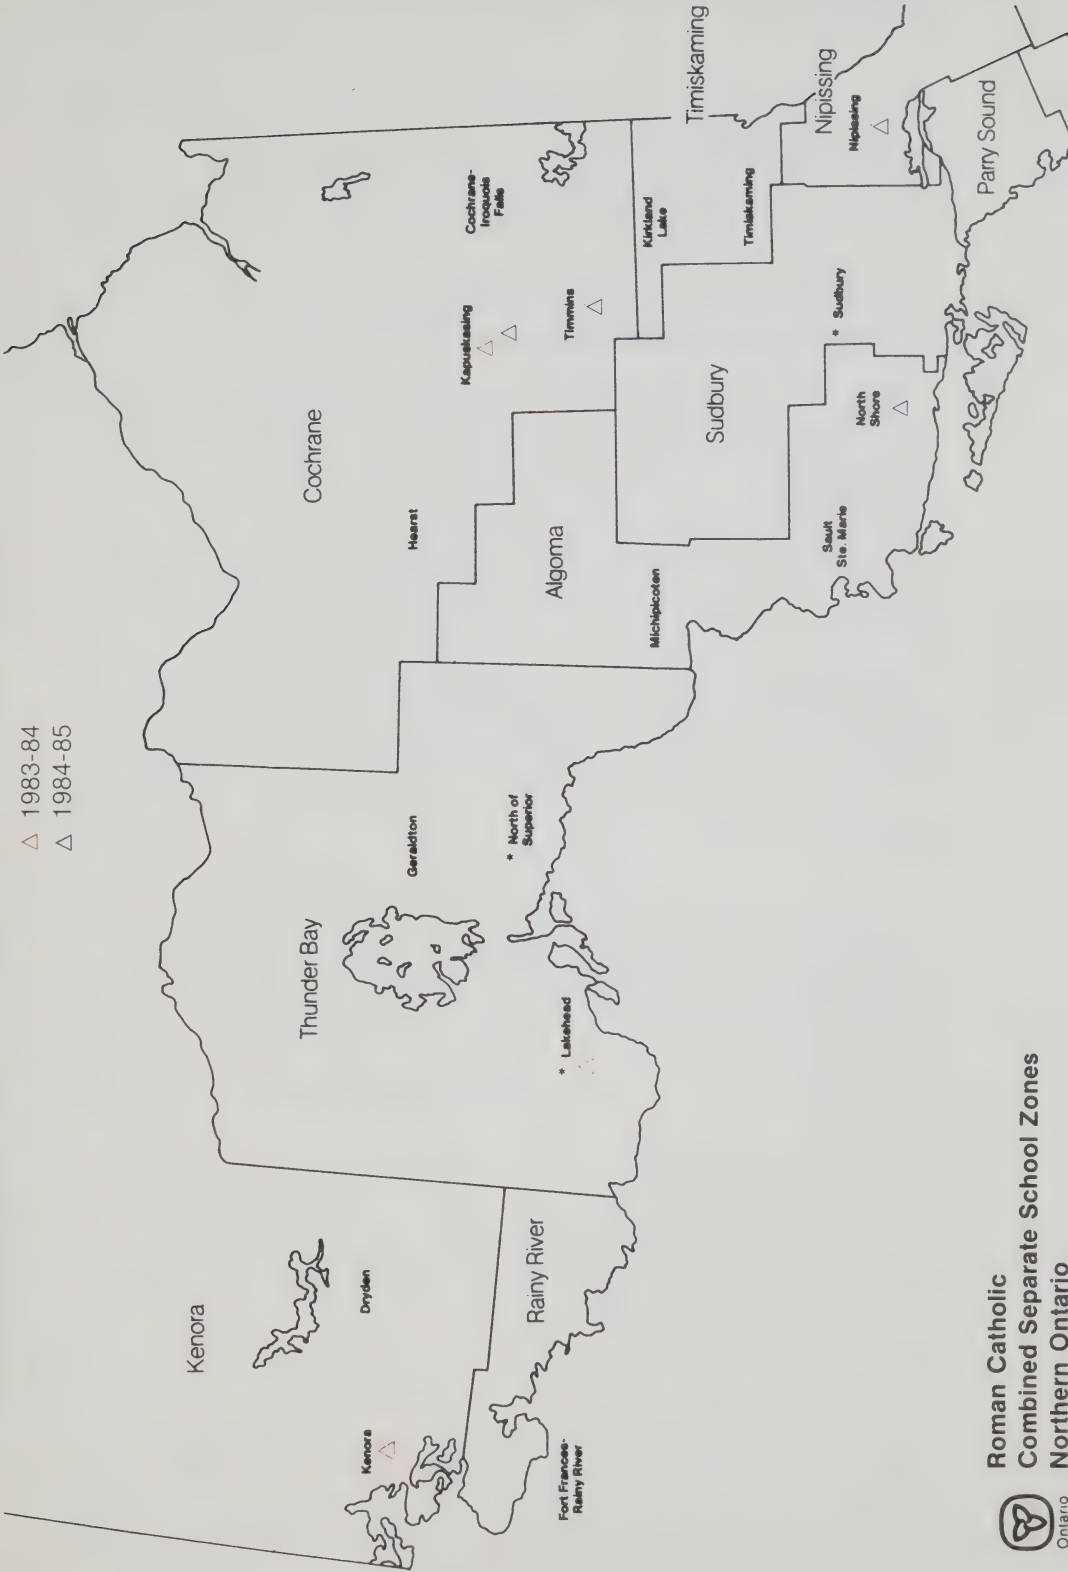 △ 1983-84
△ 1984-85
Kenora
Kenora
Dryden
Rainy River
Fort Frances-
Rainy River
Thunder Bay
Geraldton
* North of
Superior
* Lakehead
Cochrane
Hearst
Kapuskasing
Cochrane-
Iroquois
Falls
Timmins
Algoma
Michipicoten
Sault
Ste. Marie
North
Shore
Sudbury
* Sudbury
Timiskaming
Kirkland
Lake
Timiskaming
Nipissing
Nipissing
Parry Sound
Ontario
Roman Catholic
Combined Separate School Zones
Northern Ontario